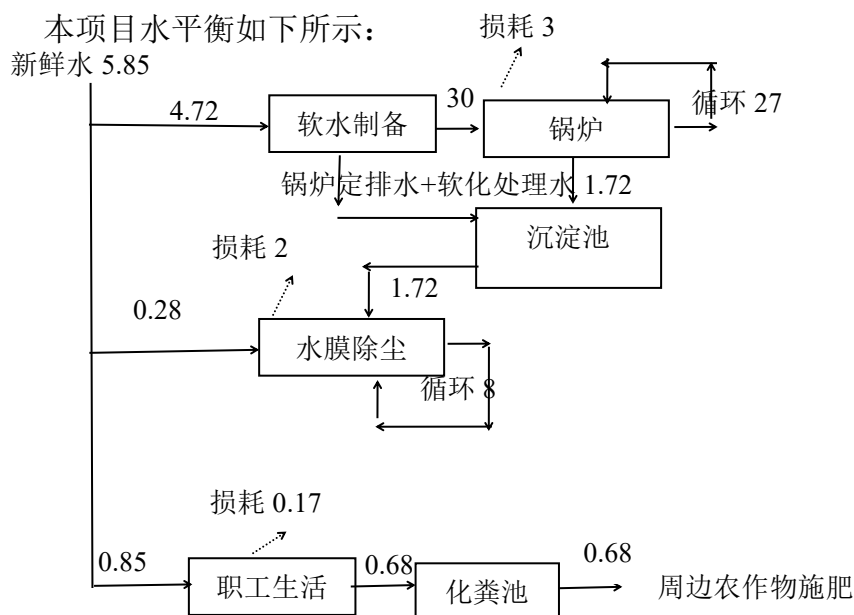 本项目水平衡如下所示：
损耗 3
新鲜水 5.85
循环 27
4.72
软水制备
30
锅炉
锅炉定排水+软化处理水 1.72
沉淀池
损耗 2
1.72
0.28
水膜除尘
循环 8
损耗 0.17
0.85
职工生活
0.68
化粪池
0.68
周边农作物施肥